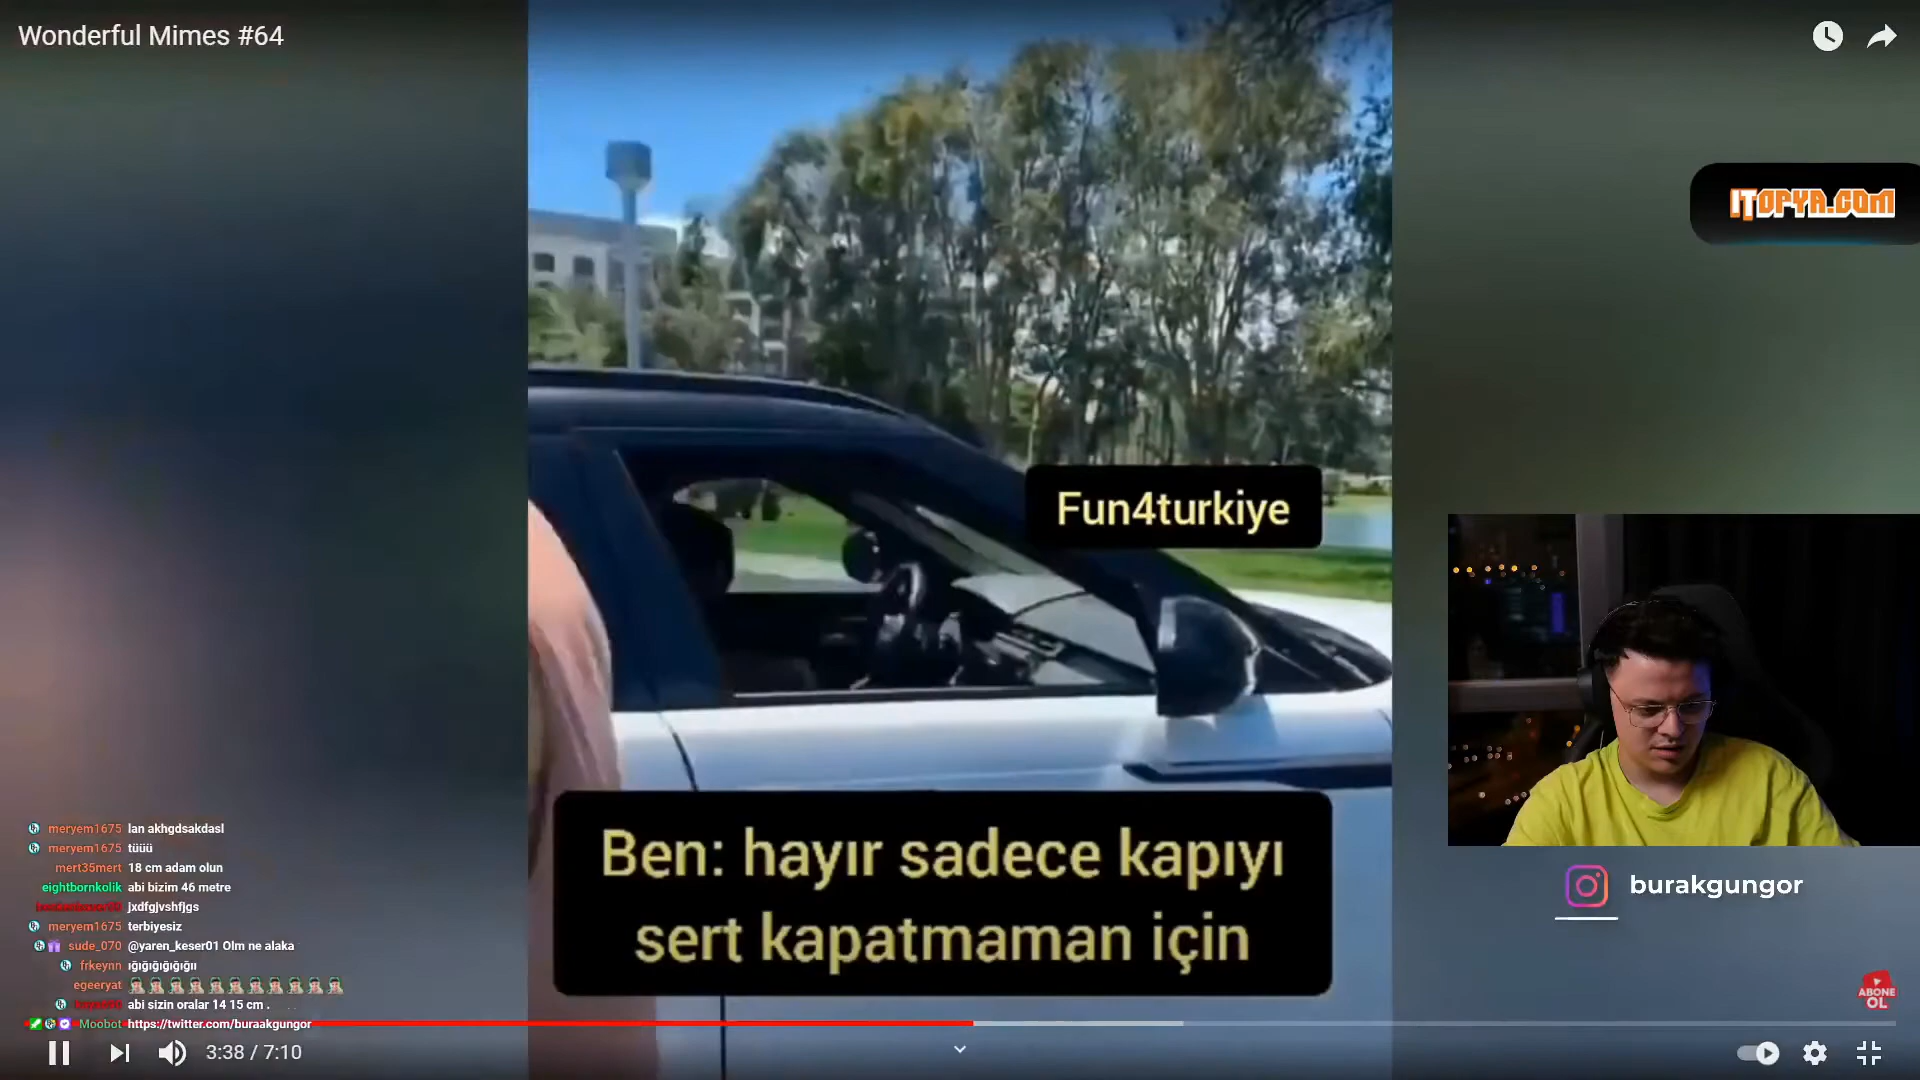 Wonderful Mimes #64
ITOPYA.COM
Fun4turkiye
Ben: hayır sadece kapıyı
sert kapatmaman için
burakgungor
ABONE
OL
meryem1675 lan akhgdsakdasl
meryem1675 tüüü
mert35mert 18 cm adam olun
eightbornkolik abi bizim 46 metre
jxdfgjvshfjgs
meryem1675 terbiyesiz
sude_070 @yaren_keser01 Olm ne alaka
frkeynn ığığığığığığıı
egeeryat
abi sizin oralar 14 15 cm .
Moobot https://twitter.com/buraakgungor
3:38 / 7:10